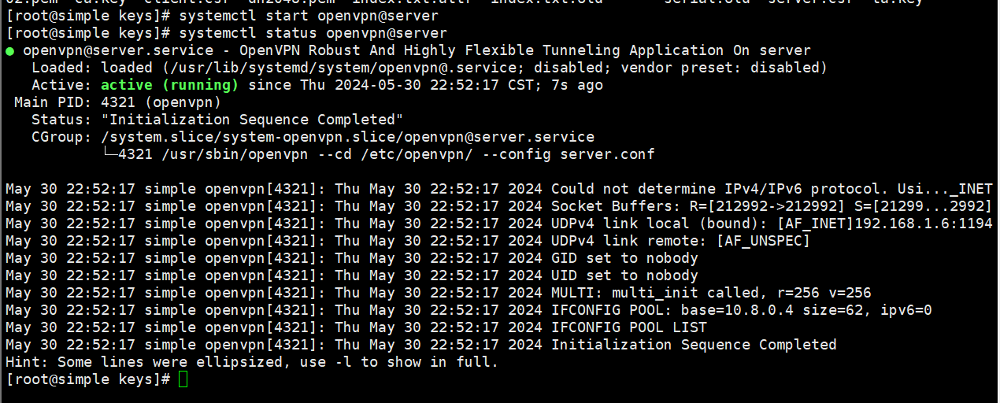 [root@simple keys]# systemctl start openvpn@server
[root@simple keys]# systemctl status openvpn@server
● openvpn@server.service - OpenVPN Robust And Highly Flexible Tunneling Application On server
Loaded: loaded (/usr/lib/systemd/system/openvpn@.service; disabled; vendor preset: disabled)
Active: active (running) since Thu 2024-05-30 22:52:17 CST; 7s ago
Main PID: 4321 (openvpn)
Status: "Initialization Sequence Completed"
CGroup: /system.slice/system-openvpn.slice/openvpn@server.service
└─4321 /usr/sbin/openvpn --cd /etc/openvpn/ --config server.conf
May 30 22:52:17 simple openvpn[4321]: Thu May 30 22:52:17 2024 Could not determine IPv4/IPv6 protocol. Usi..._INET
May 30 22:52:17 simple openvpn[4321]: Thu May 30 22:52:17 2024 Socket Buffers: R=[212992->212992] S=[21299...2992]
May 30 22:52:17 simple openvpn[4321]: Thu May 30 22:52:17 2024 UDPv4 link local (bound): [AF_INET]192.168.1.6:1194
May 30 22:52:17 simple openvpn[4321]: Thu May 30 22:52:17 2024 UDPv4 link remote: [AF_UNSPEC]
May 30 22:52:17 simple openvpn[4321]: Thu May 30 22:52:17 2024 GID set to nobody
May 30 22:52:17 simple openvpn[4321]: Thu May 30 22:52:17 2024 UID set to nobody
May 30 22:52:17 simple openvpn[4321]: Thu May 30 22:52:17 2024 MULTI: multi_init called, r=256 v=256
May 30 22:52:17 simple openvpn[4321]: Thu May 30 22:52:17 2024 IFCONFIG POOL: base=10.8.0.4 size=62, ipv6=0
May 30 22:52:17 simple openvpn[4321]: Thu May 30 22:52:17 2024 IFCONFIG POOL LIST
May 30 22:52:17 simple openvpn[4321]: Thu May 30 22:52:17 2024 Initialization Sequence Completed
Hint: Some lines were ellipsized, use -l to show in full.
[root@simple keys]#